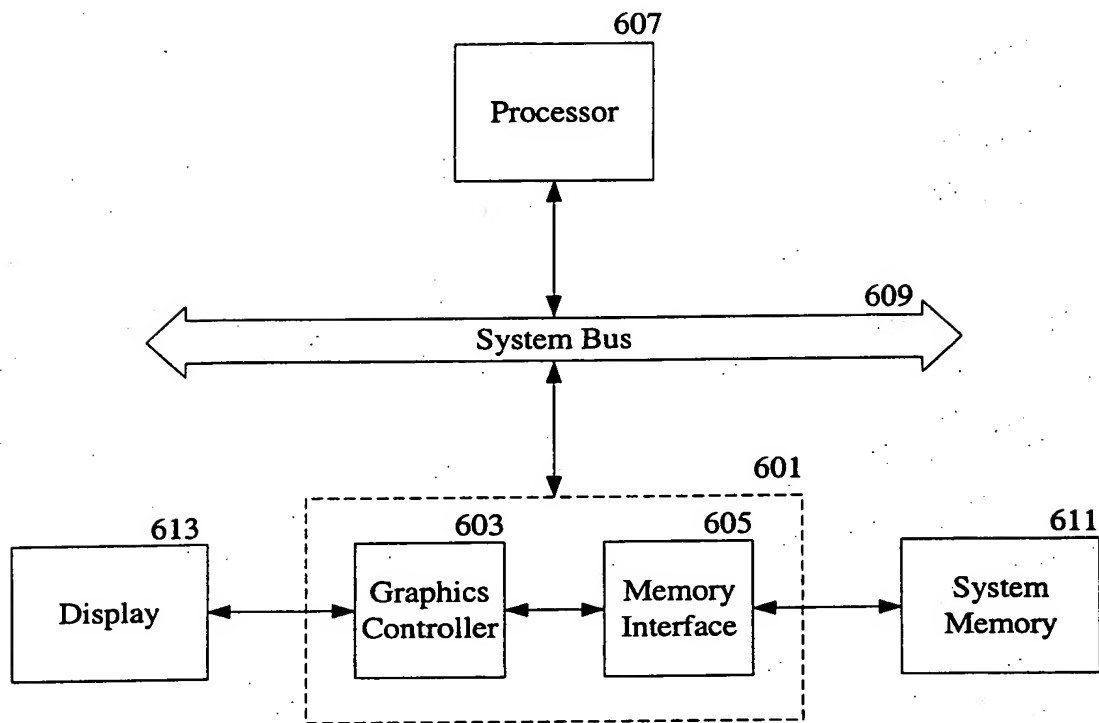 607
Processor
609
System Bus
601
613
603
605
611
Display
Graphics
Controller
Memory
Interface
System
Memory